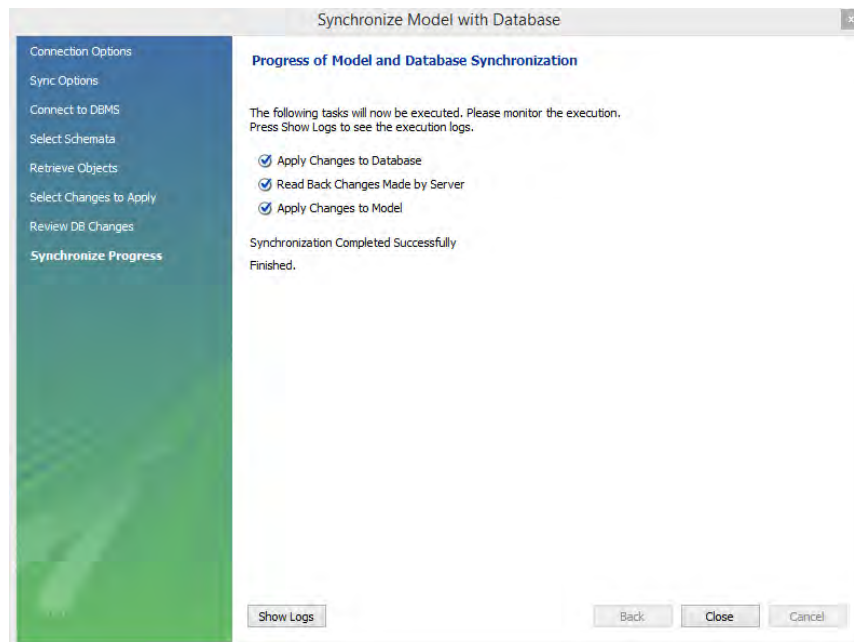 Synchronize Model with Database
x
Connection Options
Sync Options
Connect to DBMS
Select Schemata
Retrieve Objects
Select Changes to Apply
Review DB Changes
Synchronize Progress
Progress of Model and Database Synchronization
The following tasks will now be executed. Please monitor the execution.
Press Show Logs to see the execution logs.
Apply Changes to Database
Read Back Changes Made by Server
Apply Changes to Model
Synchronization Completed Successfully
Finished.
Show Logs
Back
Close
Cancel